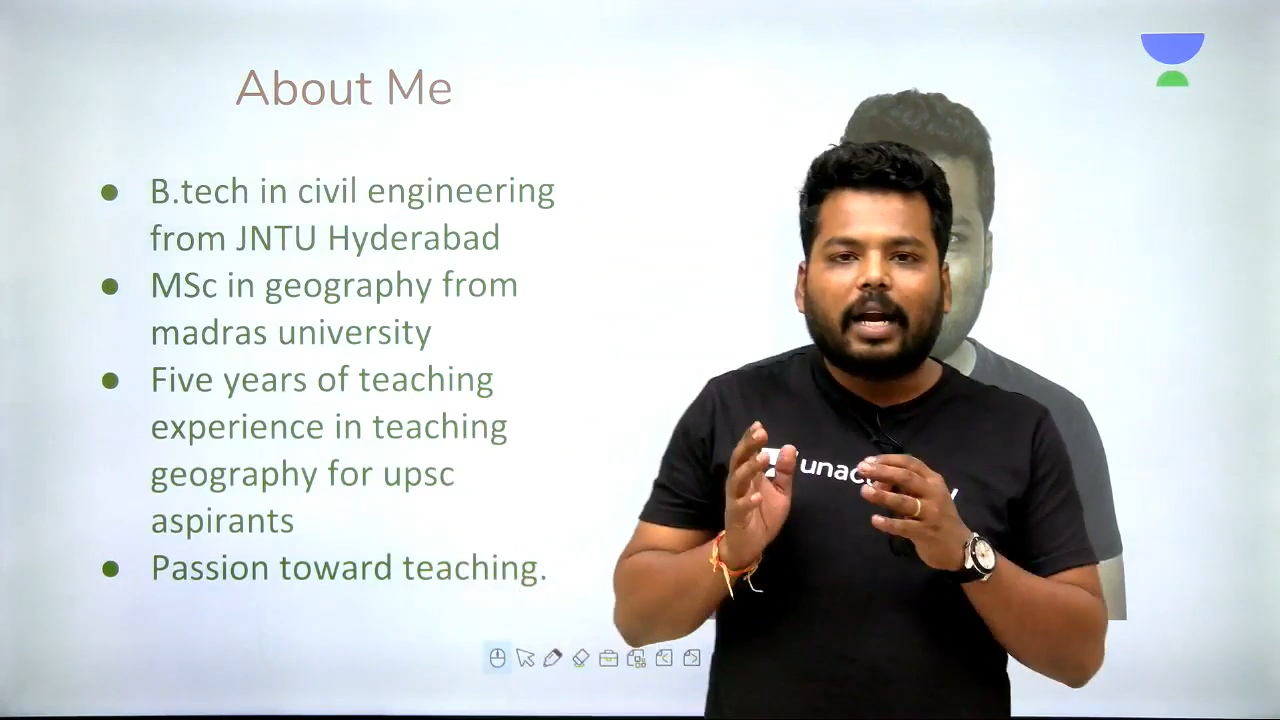 About Me
● B.tech in civil engineering
from JNTU Hyderabad
● MSc in geography from
madras university
● Five years of teaching
experience in teaching
geography for upsc
aspirants
● Passion toward teaching.